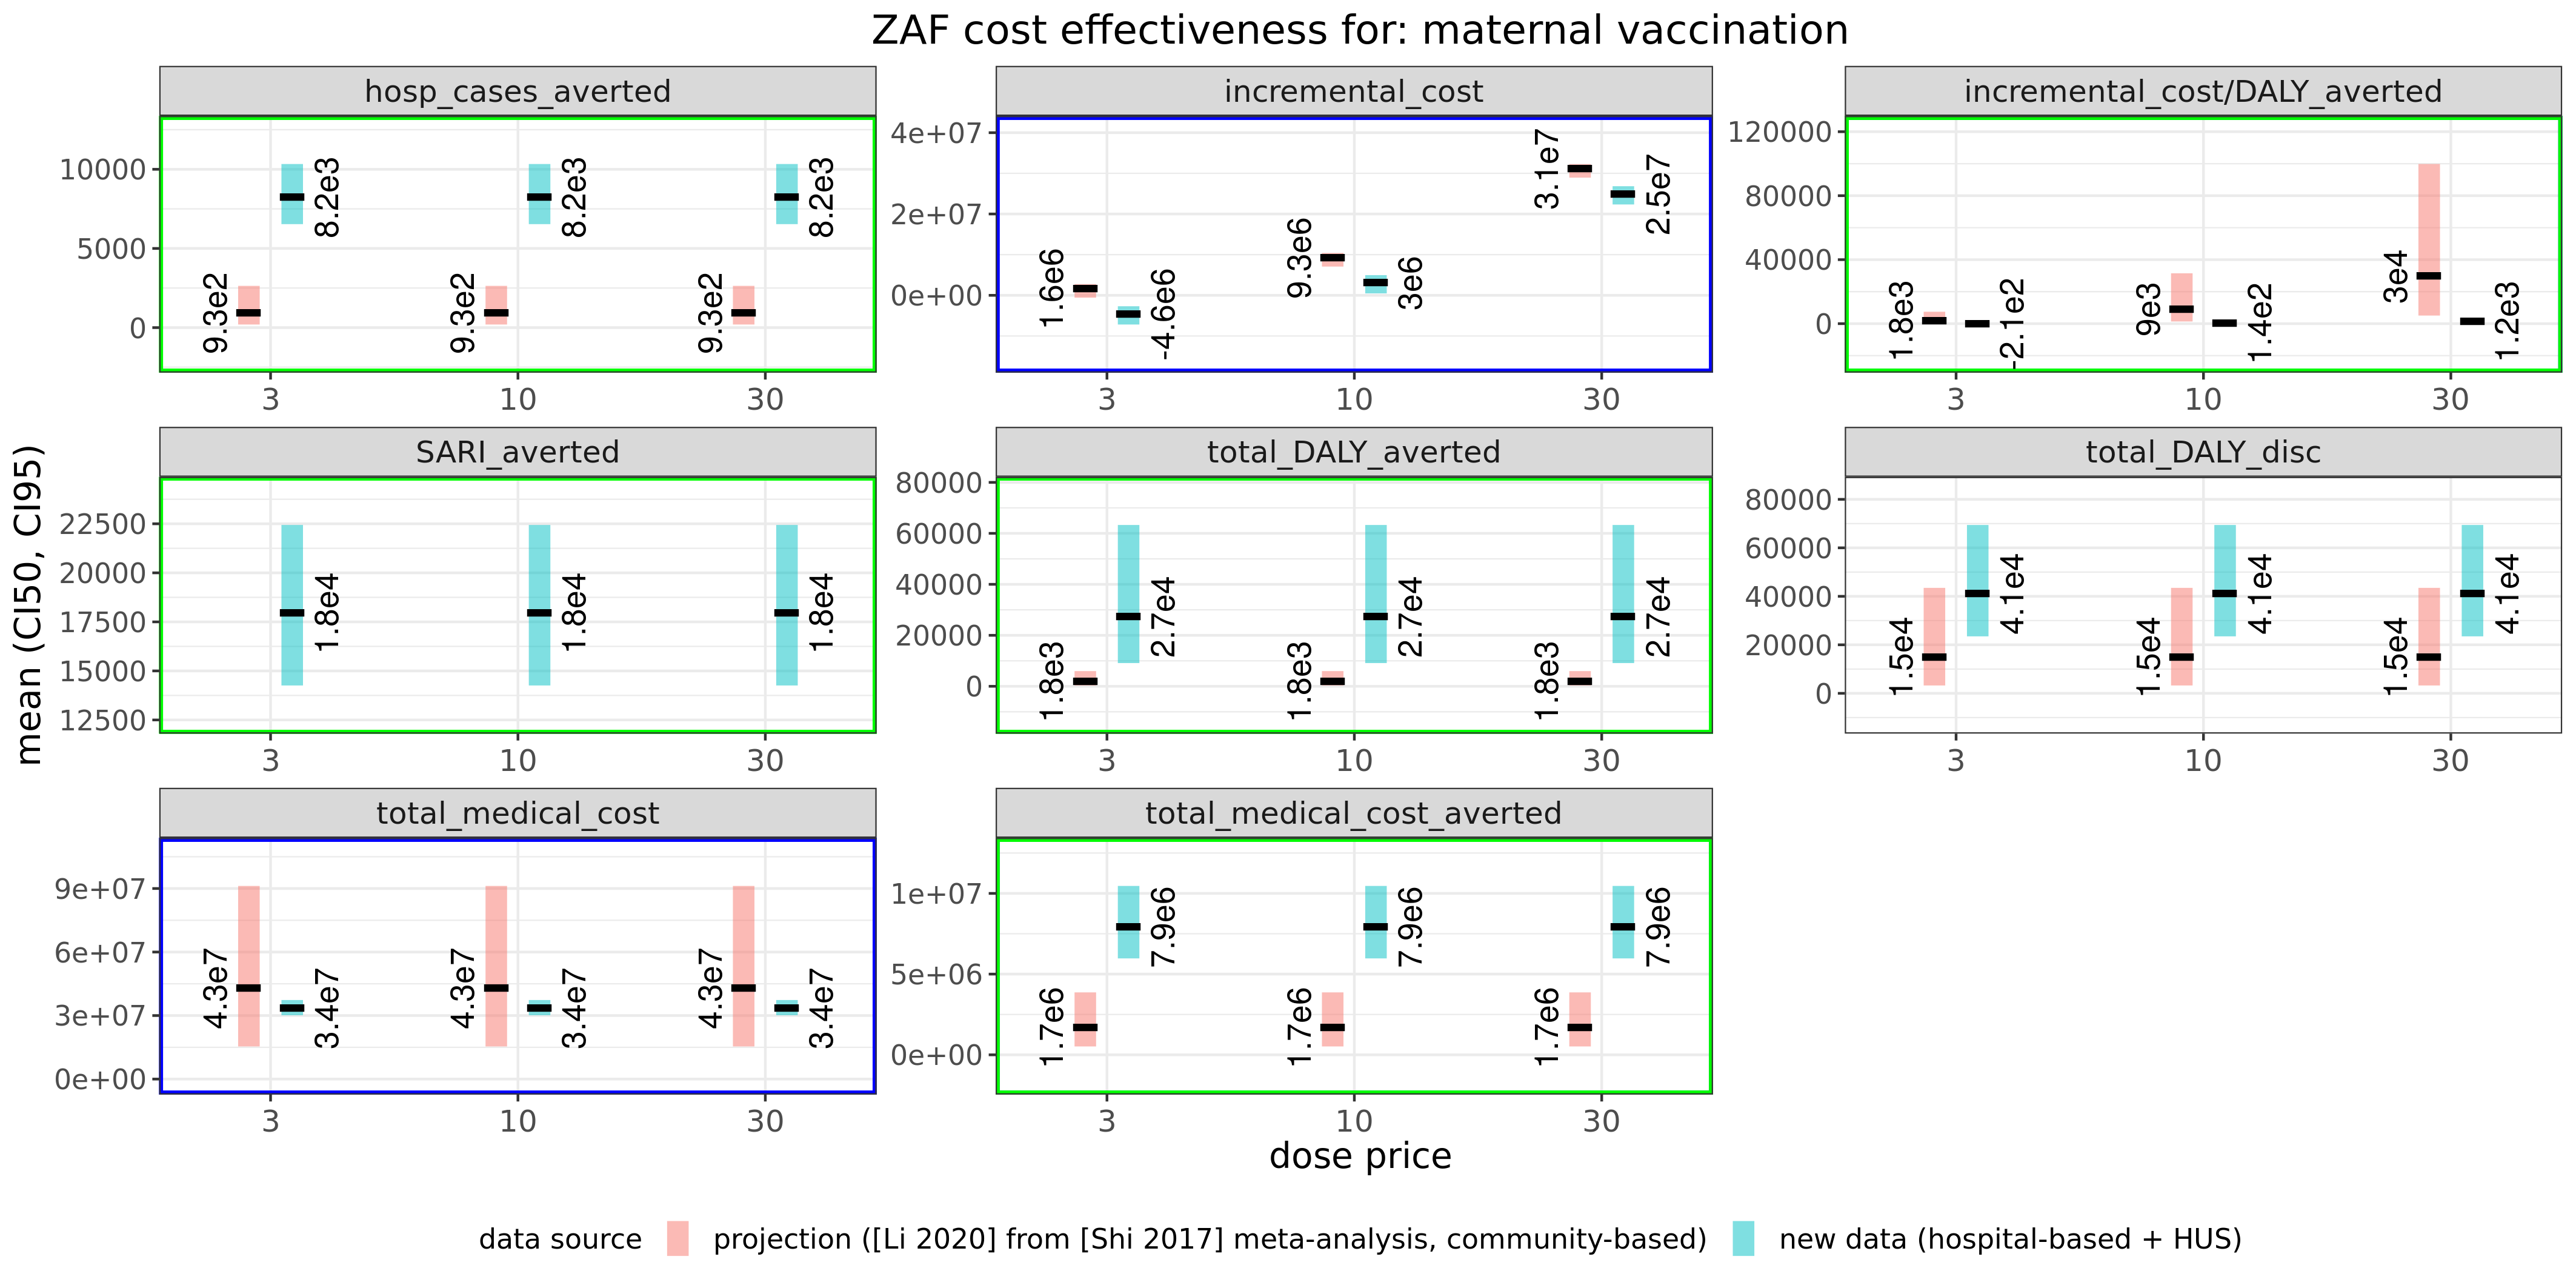 ZAF cost effectiveness for: maternal vaccination
hosp_cases_averted
incremental_cost
incremental_cost/DALY_averted
10000
5000
0
9.3e2
8.2e3
9.3e2
8.2e3
9.3e2
8.2e3
3
10
30
4e+07
2e+07
0e+00
1.6e6
-4.6e6
9.3e6
3e6
3.1e7
2.5e7
3
10
30
120000
80000
40000
0
1.8e3
-2.1e2
9e3
1.4e2
3e4
1.2e3
3
10
30
mean (CI50, CI95)
SARI_averted
total_DALY_averted
total_DALY_disc
22500
20000
17500
15000
12500
1.8e4
1.8e4
1.8e4
3
10
30
80000
60000
40000
20000
0
1.8e3
2.7e4
1.8e3
2.7e4
1.8e3
2.7e4
3
10
30
80000
60000
40000
20000
0
1.5e4
4.1e4
1.5e4
4.1e4
1.5e4
4.1e4
3
10
30
total_medical_cost
total_medical_cost_averted
9e+07
6e+07
3e+07
0e+00
4.3e7
3.4e7
4.3e7
3.4e7
4.3e7
3.4e7
3
10
30
1e+07
5e+06
0e+00
1.7e6
7.9e6
1.7e6
7.9e6
1.7e6
7.9e6
3
10
30
dose price
data source
projection ([Li 2020] from [Shi 2017] meta-analysis, community-based)
new data (hospital-based + HUS)